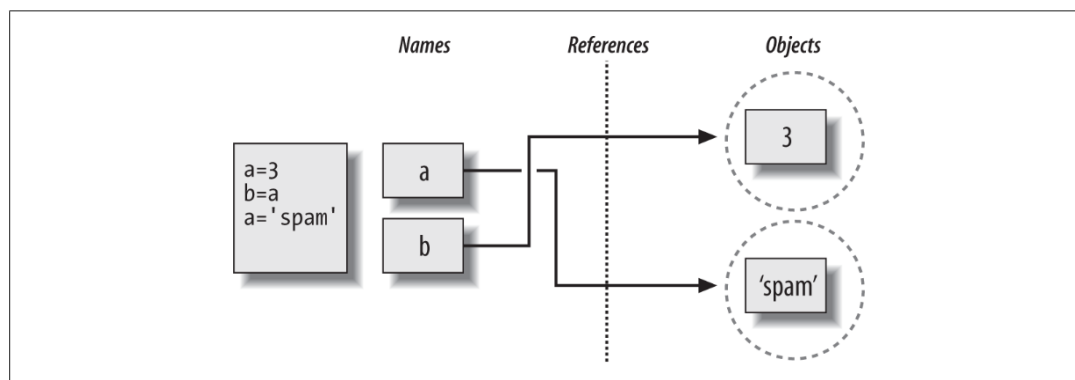 Names References Objects
a=3
b=a
a='spam'
a
b
3
'spam'